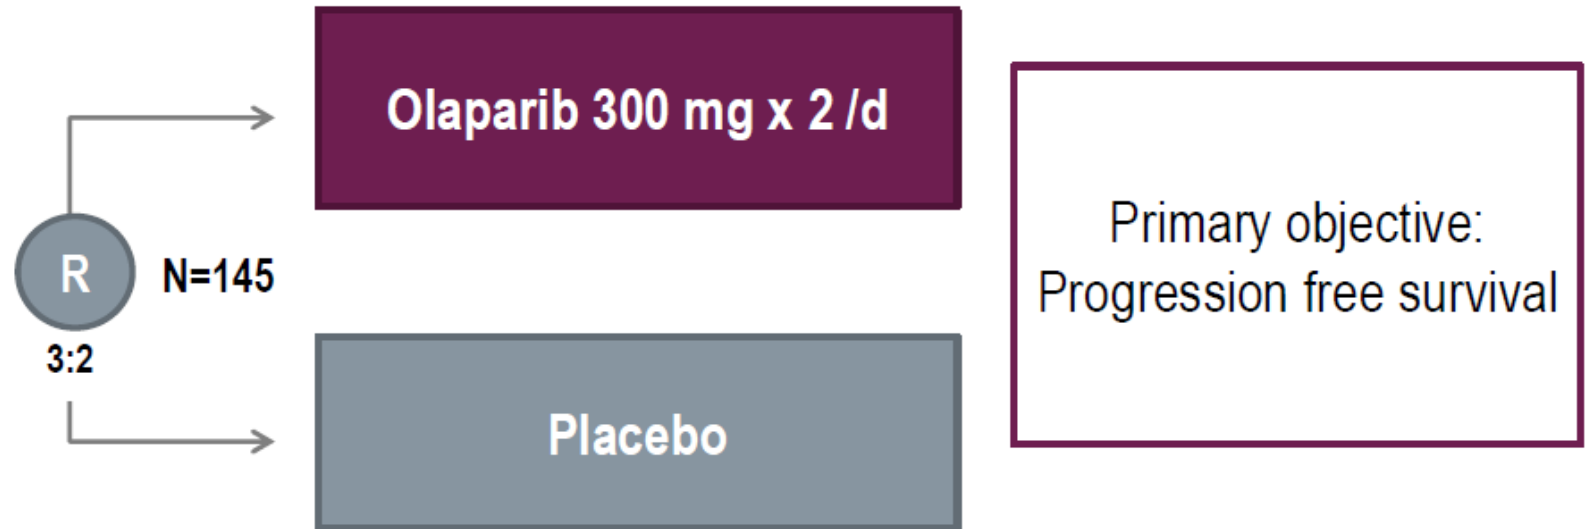 Olaparib 300 mg x 2 /d
R
N=145
3:2
Placebo
Primary objective:
Progression free survival